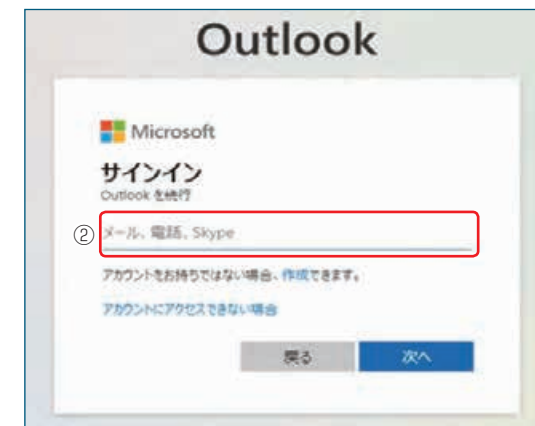 Outlook
Microsoft
サインイン
Outlook を続行
② メール、電話、Skype
アカウントをお持ちではない場合、作成できます。
アカウントにアクセスできない場合
戻る 次へ